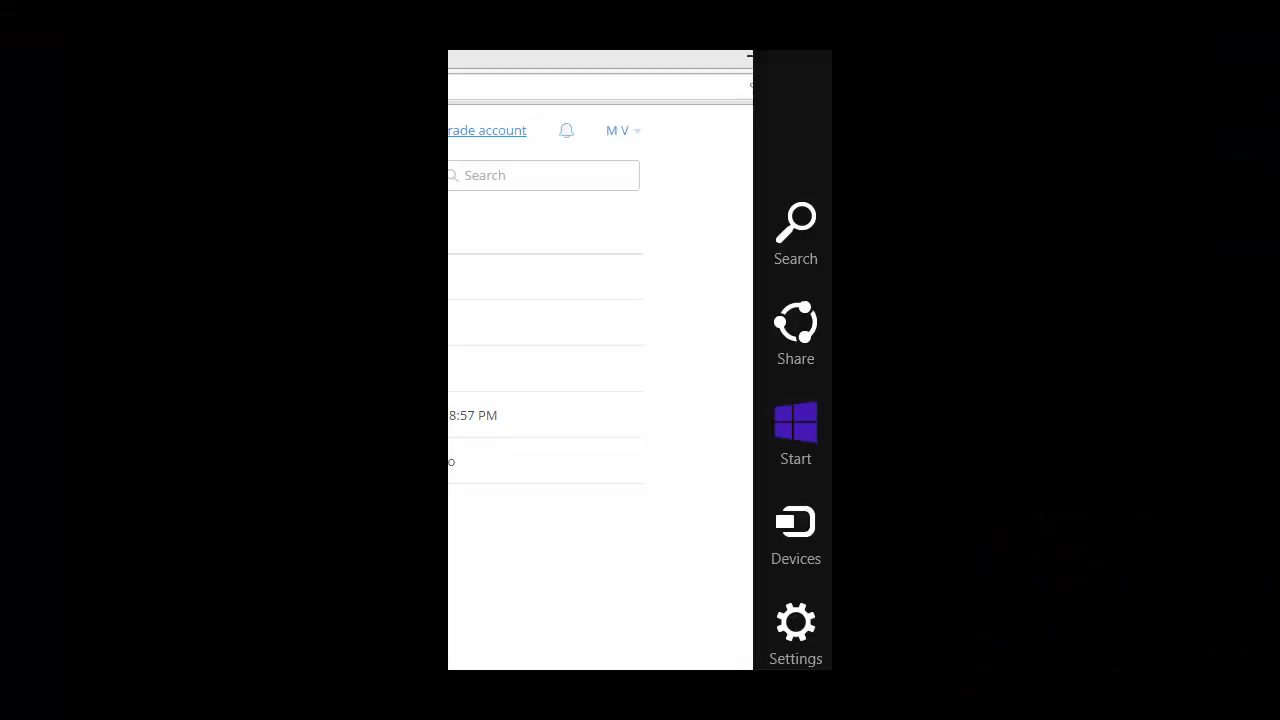 rade account
M V
Search
8:57 PM
o
Search
Share
Start
Devices
Settings